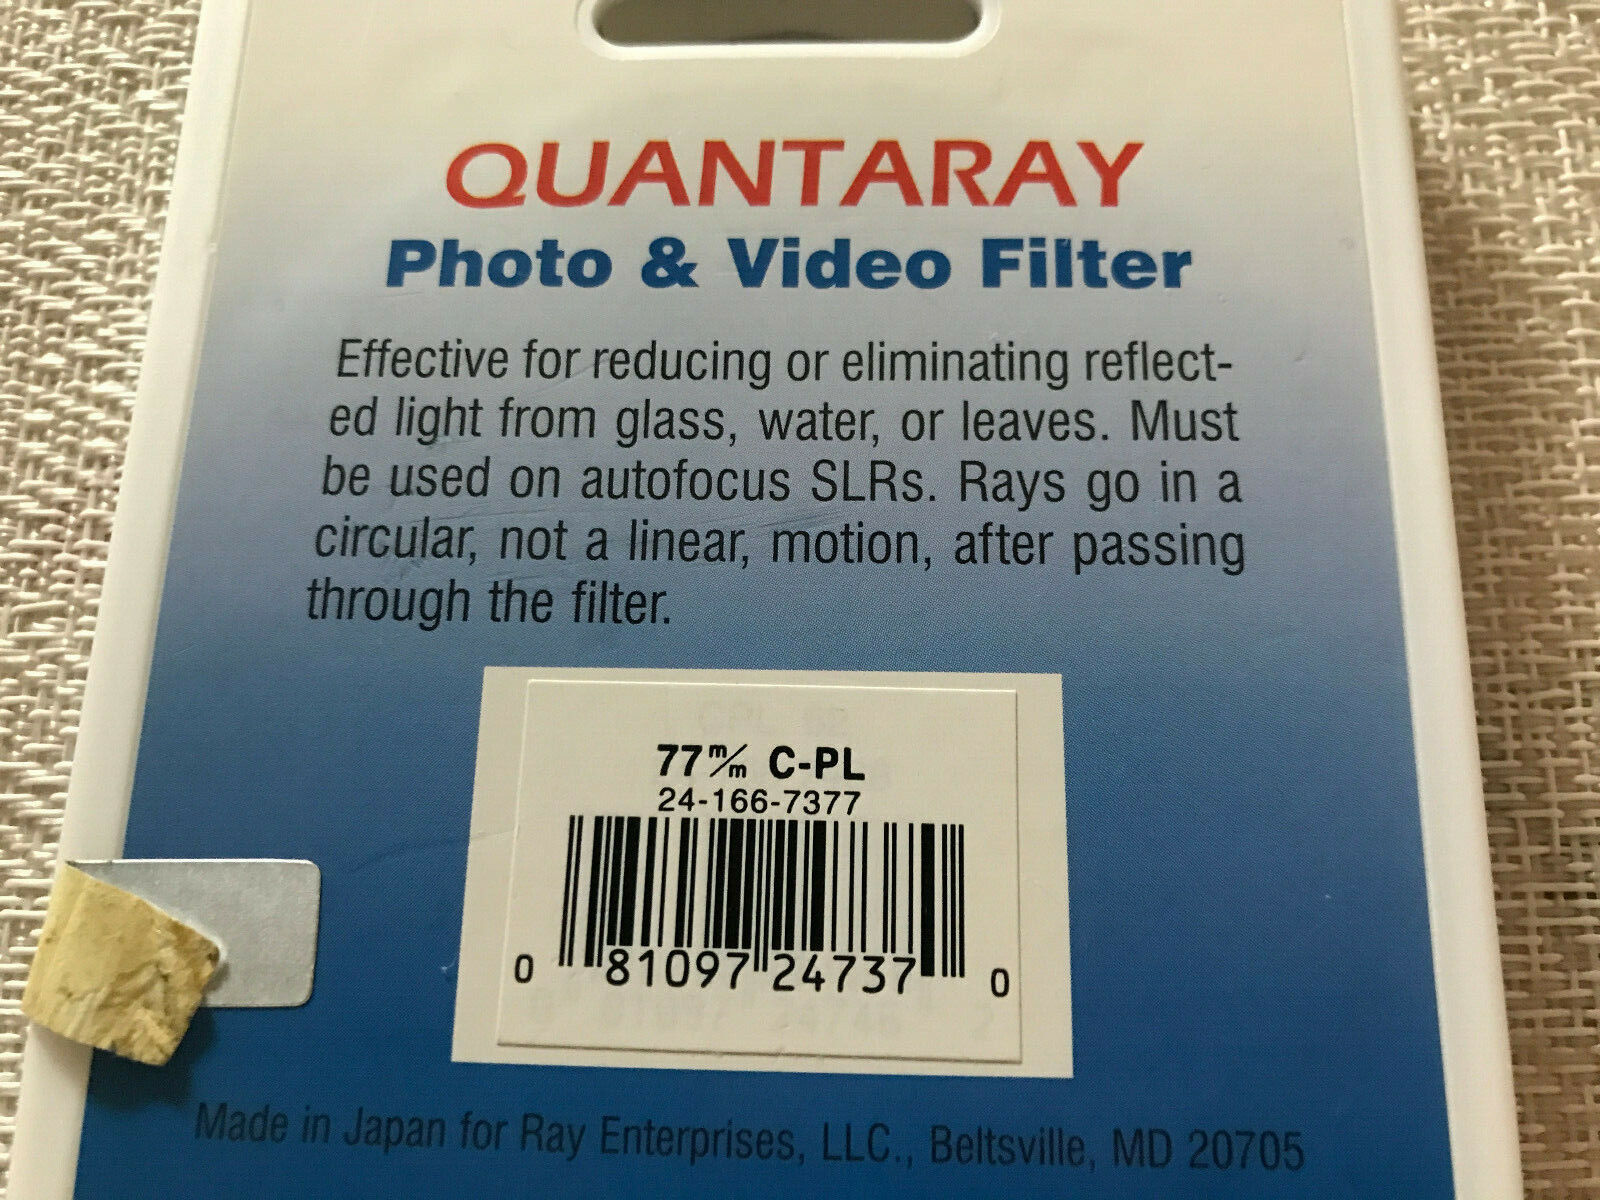 QUANTARAY
Photo & Video Filter
Effective for reducing or eliminating reflect-
ed light from glass, water, or leaves. Must
be used on autofocus SLRs. Rays go in a
circular, not a linear, motion, after passing
through the filter.
77m/m C-PL
24-166-7377
0 81097 24737 0
Made in Japan for Ray Enterprises, LLC., Beltsville, MD 20705